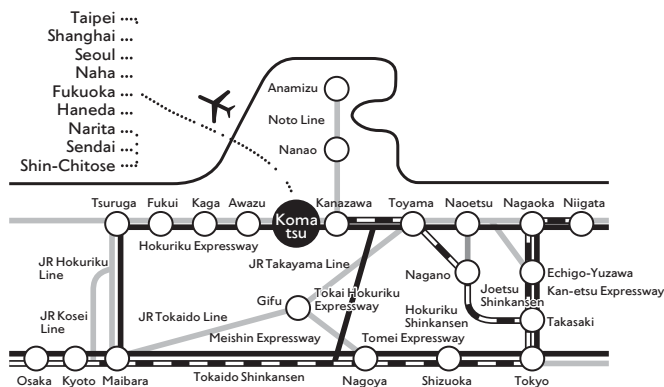 Taipei
Shanghai
Seoul
Naha
Fukuoka
Haneda
Narita
Sendai
Shin-Chitose
Anamizu
Noto Line
Nanao
Tsuruga
Fukui
Kaga
Awazu
Koma
tsu
Kanazawa
Toyama
Naoetsu
Nagaoka
Niigata
Hokuriku Expressway
JR Hokuriku
Line
JR Takayama Line
Nagano
Echigo-Yuzawa
Joetsu
Shinkansen
Kan-etsu Expressway
Gifu
Tokai Hokuriku
Expressway
Hokuriku
Shinkansen
JR Kosei
Line
JR Tokaido Line
Takasaki
Meishin Expressway
Tomei Expressway
Osaka
Kyoto
Maibara
Tokaido Shinkansen
Nagoya
Shizuoka
Tokyo